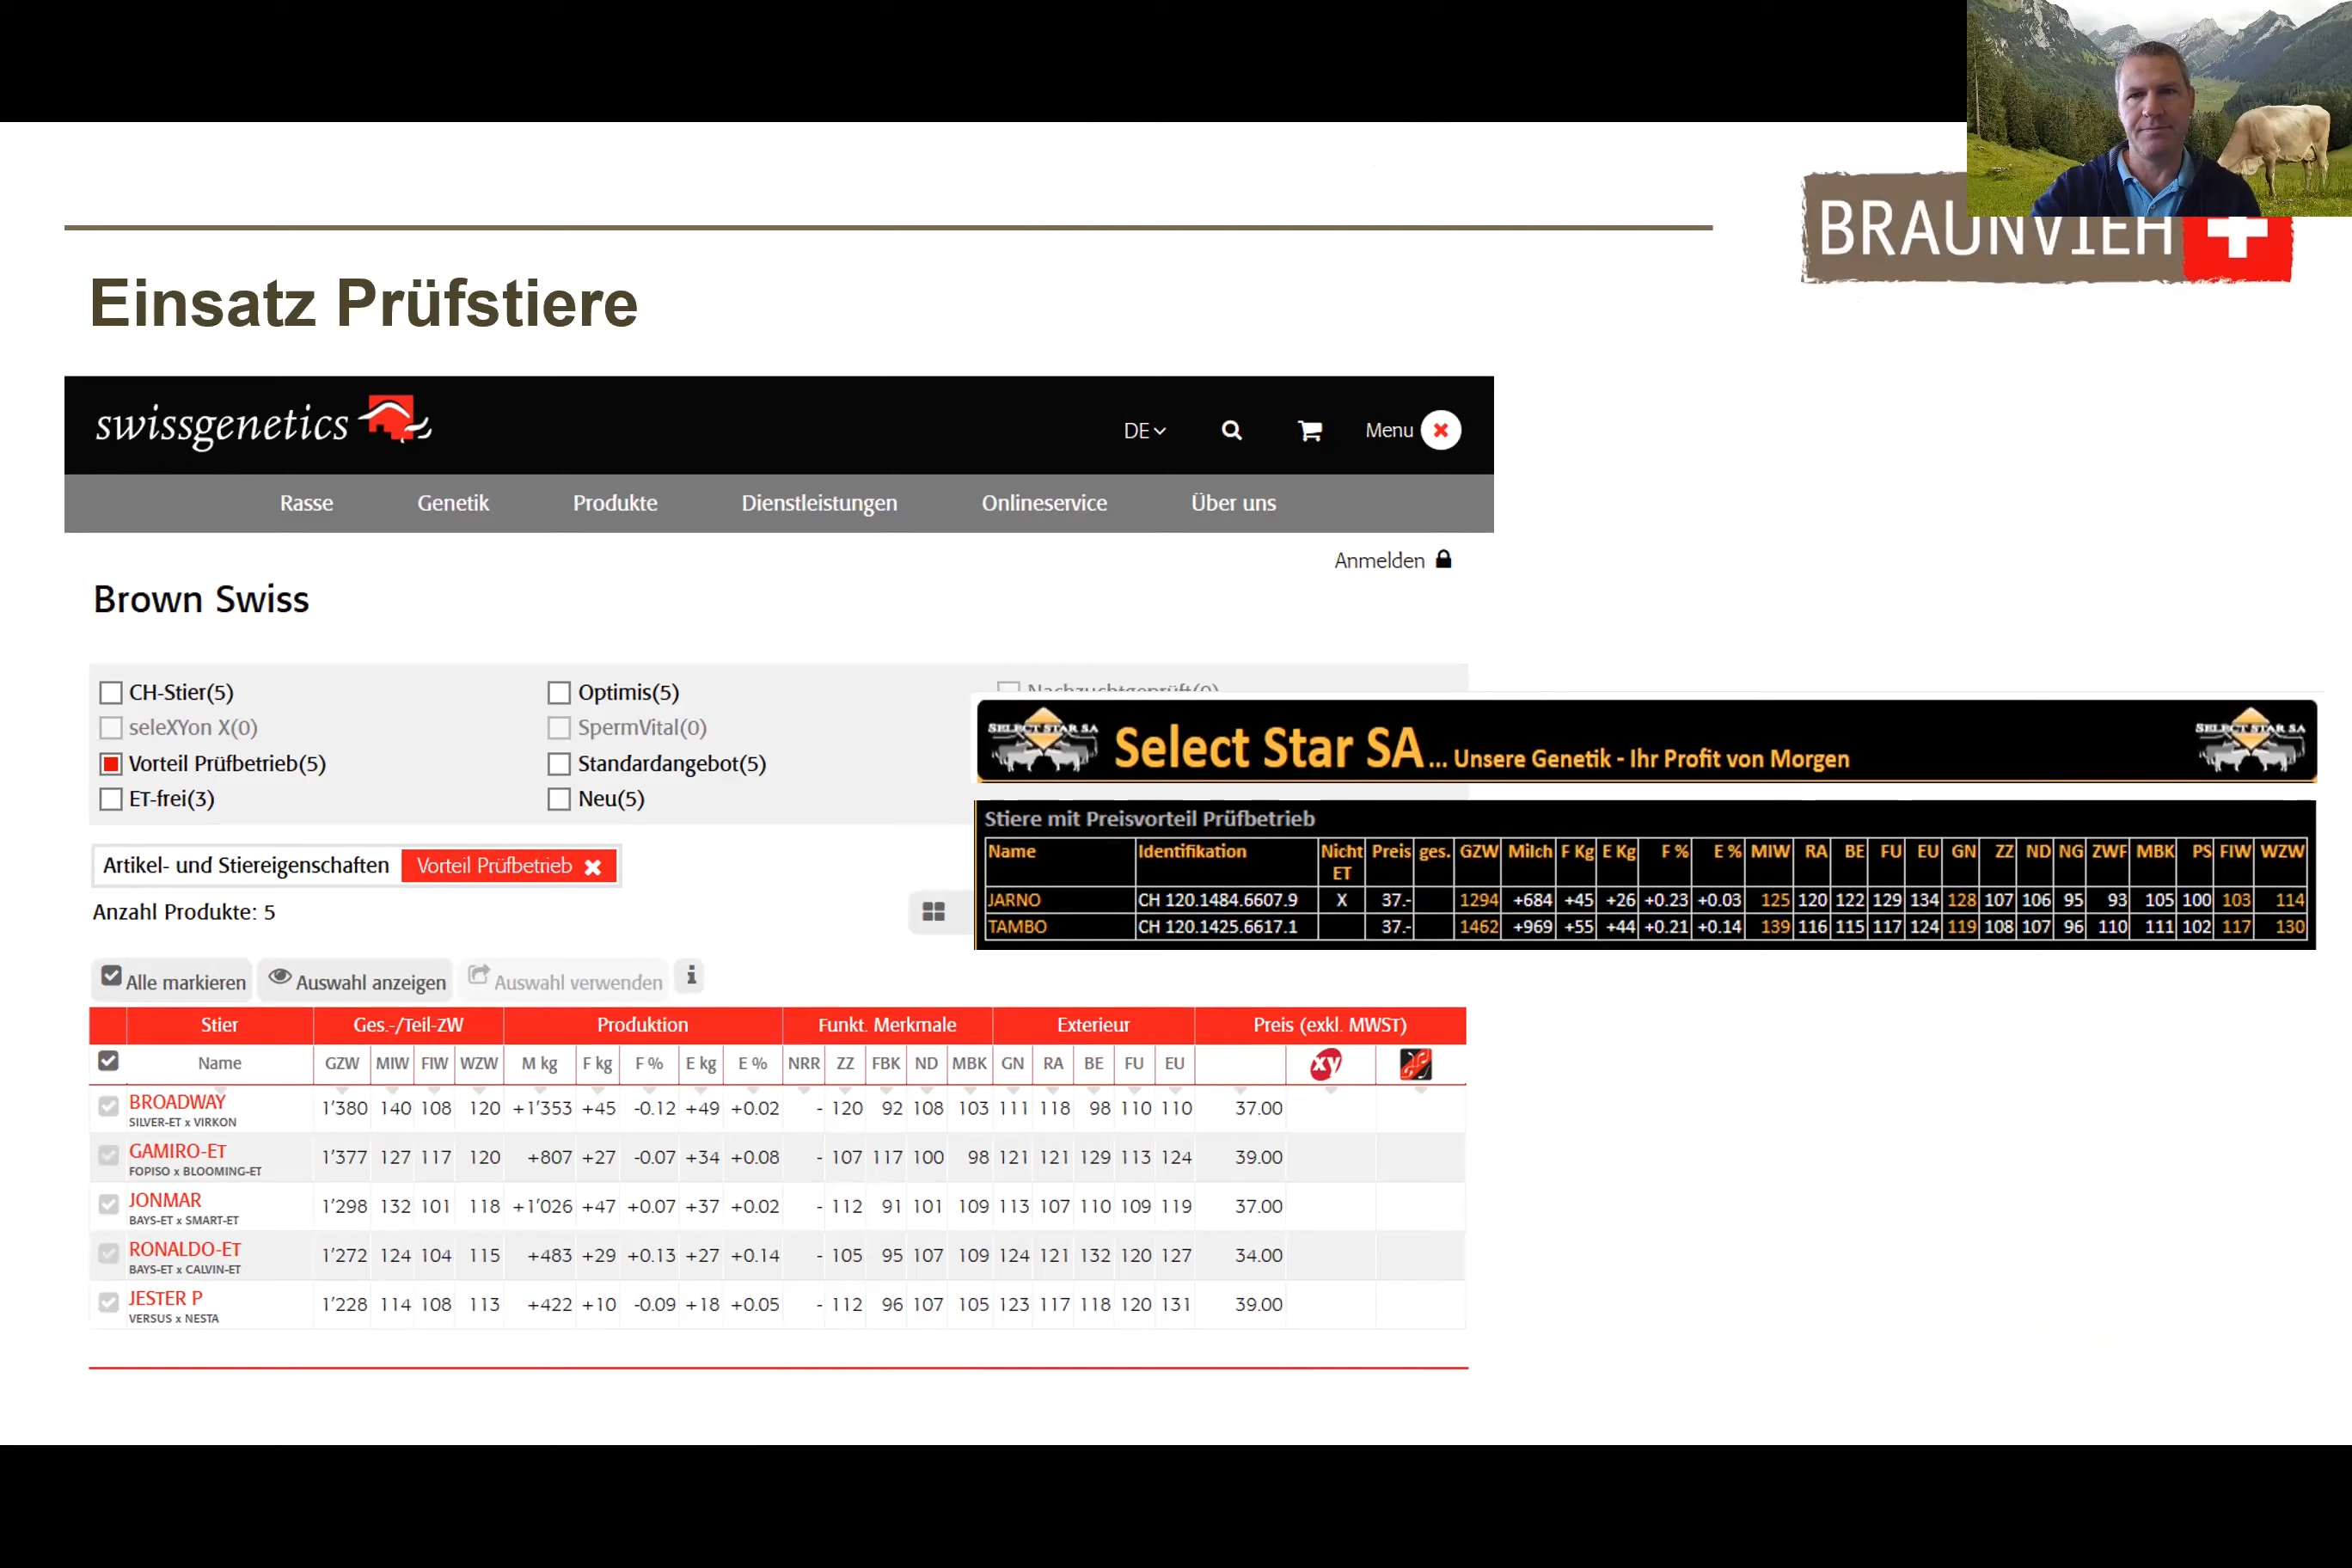 BRAUNVIEH
Einsatz Prüfstiere
swissgenetics
DE
Menu
Rasse Genetik Produkte Dienstleistungen Onlineservice Über uns
Anmelden
Brown Swiss
CH-Stier(5) Optimis(5) Nachzuchtgeprüft(0)
seleXYon X(0) SpermVital(0)
Vorteil Prüfbetrieb(5) Standardangebot(5)
ET-frei(3) Neu(5)
Artikel- und Stiereigenschaften Vorteil Prüfbetrieb
Anzahl Produkte: 5
SELECT STAR SA Select Star SA ... Unsere Genetik - Ihr Profit von Morgen SELECT STAR SA
Stiere mit Preisvorteil Prüfbetrieb
Name Identifikation Nicht ET Preis ges. GZW Milch F Kg E Kg F % E % MIW RA BE FU EU GN ZZ ND NG ZWF MBK PS FIW WZW
JARNO CH 120.1484.6607.9 X 37.- 1294 +684 +45 +26 +0.23 +0.03 125 120 122 129 134 128 107 106 95 93 105 100 103 114
TAMBO CH 120.1425.6617.1 37.- 1462 +969 +55 +44 +0.21 +0.14 139 116 115 117 124 119 108 107 96 110 111 102 117 130
Alle markieren Auswahl anzeigen Auswahl verwenden i
Stier Ges.-/Teil-ZW Produktion Funkt. Merkmale Exterieur Preis (exkl. MWST)
Name GZW MIW FIW WZW M kg F kg F % E kg E % NRR ZZ FBK ND MBK GN RA BE FU EU xy
BROADWAY 1'380 140 108 120 +1'353 +45 -0.12 +49 +0.02 - 120 92 108 103 111 118 98 110 110 37.00
SILVER-ET x VIRKON
GAMIRO-ET 1'377 127 117 120 +807 +27 -0.07 +34 +0.08 - 107 117 100 98 121 121 129 113 124 39.00
FOPISO x BLOOMING-ET
JONMAR 1'298 132 101 118 +1'026 +47 +0.07 +37 +0.02 - 112 91 101 109 113 107 110 109 119 37.00
BAYS-ET x SMART-ET
RONALDO-ET 1'272 124 104 115 +483 +29 +0.13 +27 +0.14 - 105 95 107 109 124 121 132 120 127 34.00
BAYS-ET x CALVIN-ET
JESTER P 1'228 114 108 113 +422 +10 -0.09 +18 +0.05 - 112 96 107 105 123 117 118 120 131 39.00
VERSUS x NESTA